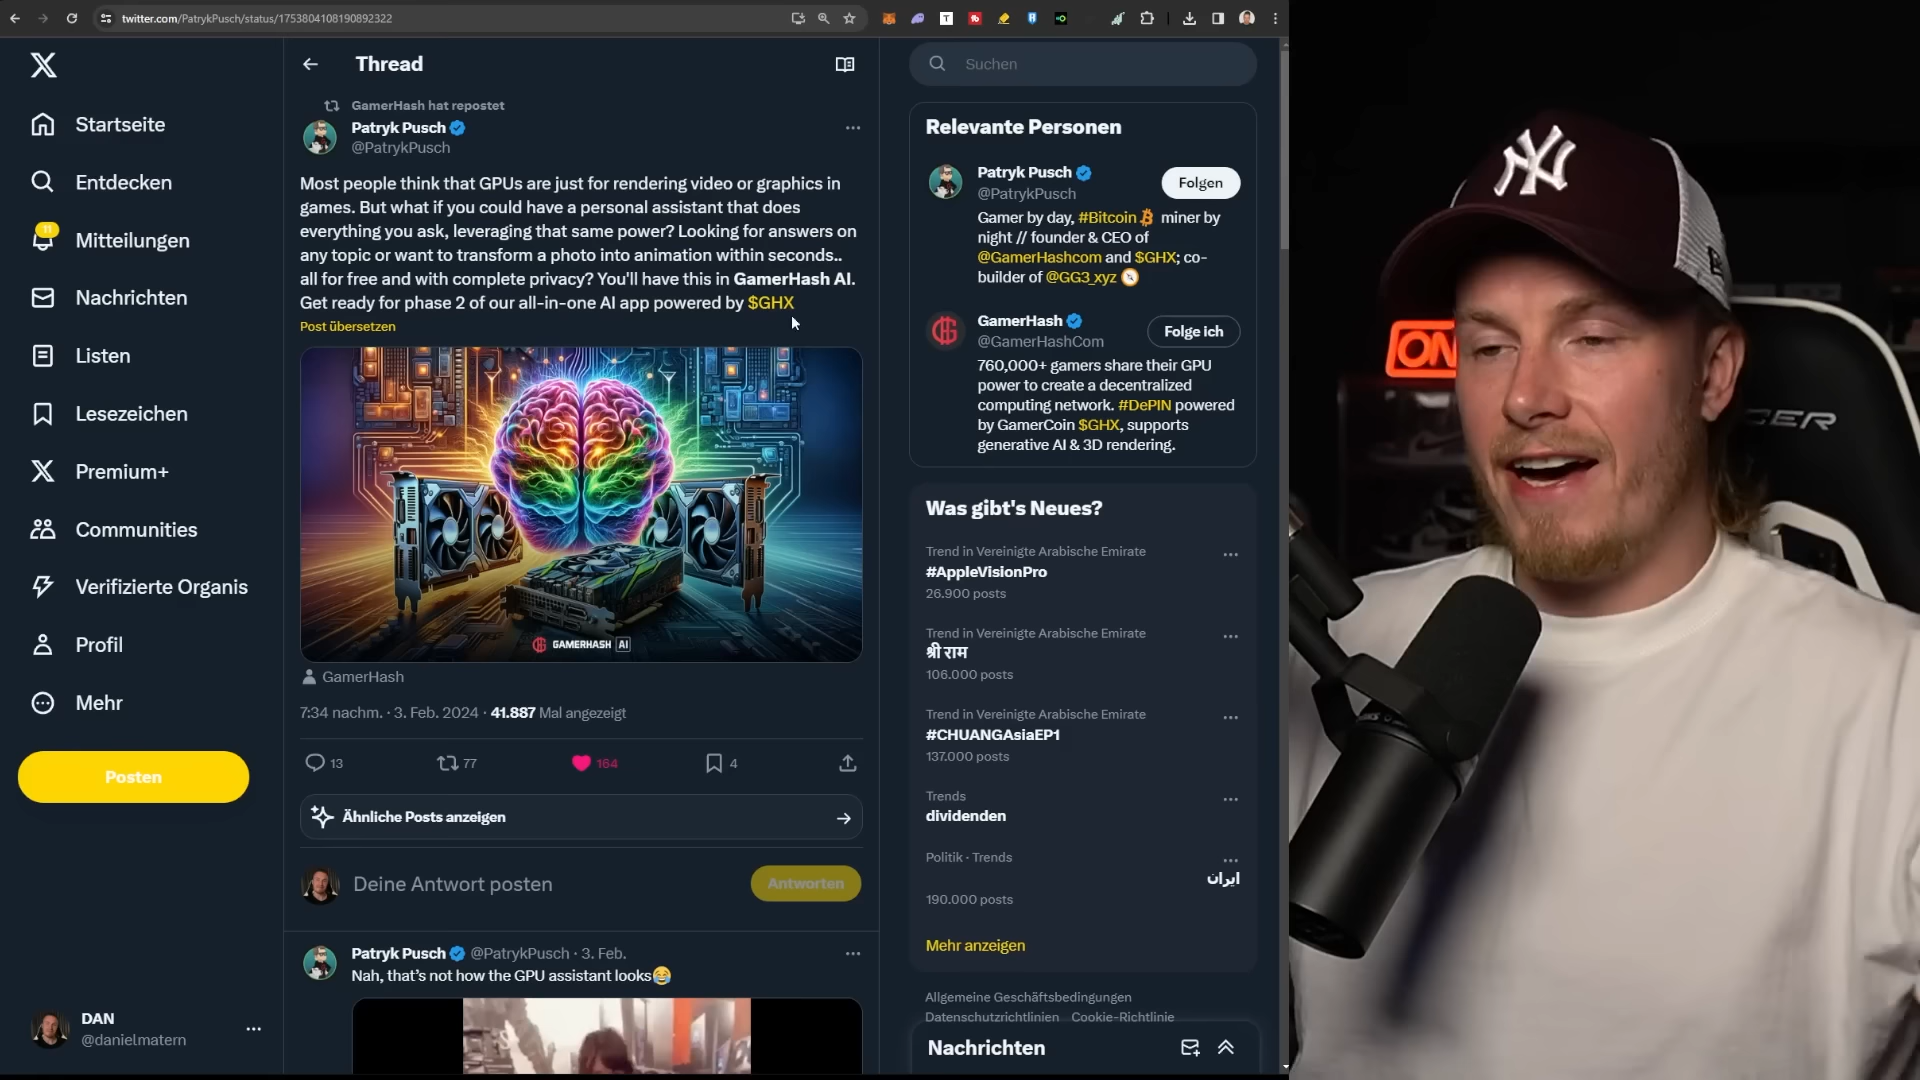 twitter.com/PatrykPusch/status/1753804108190892322
Startseite
Entdecken
11
Mitteilungen
Nachrichten
Listen
Lesezeichen
Premium+
Communities
Verifizierte Organis
Profil
Mehr
Posten
DAN
@danielmatern
Thread
GamerHash hat repostet
Patryk Pusch
@PatrykPusch
Most people think that GPUs are just for rendering video or graphics in
games. But what if you could have a personal assistant that does
everything you ask, leveraging that same power? Looking for answers on
any topic or want to transform a photo into animation within seconds..
all for free and with complete privacy? You'll have this in GamerHash AI.
Get ready for phase 2 of our all-in-one AI app powered by $GHX
Post übersetzen
GAMERHASH AI
GamerHash
7:34 nachm. · 3. Feb. 2024 · 41.887 Mal angezeigt
13 77 164 4
Ähnliche Posts anzeigen
Deine Antwort posten
Antworten
Patryk Pusch @PatrykPusch · 3. Feb.
Nah, that's not how the GPU assistant looks😂
Suchen
Relevante Personen
Patryk Pusch
@PatrykPusch
Folgen
Gamer by day, #Bitcoin miner by
night // founder & CEO of
@GamerHashcom and $GHX; co-
builder of @GG3_xyz 🧭
GamerHash
@GamerHashCom
Folge ich
760,000+ gamers share their GPU
power to create a decentralized
computing network. #DePIN powered
by GamerCoin $GHX, supports
generative AI & 3D rendering.
Was gibt's Neues?
Trend in Vereinigte Arabische Emirate
#AppleVisionPro
26.900 posts
Trend in Vereinigte Arabische Emirate
श्री राम
106.000 posts
Trend in Vereinigte Arabische Emirate
#CHUANGAsiaEP1
137.000 posts
Trends
dividenden
Politik · Trends
ايران
190.000 posts
Mehr anzeigen
Allgemeine Geschäftsbedingungen
Datenschutzrichtlinien Cookie-Richtlinie
Nachrichten
NY
ON